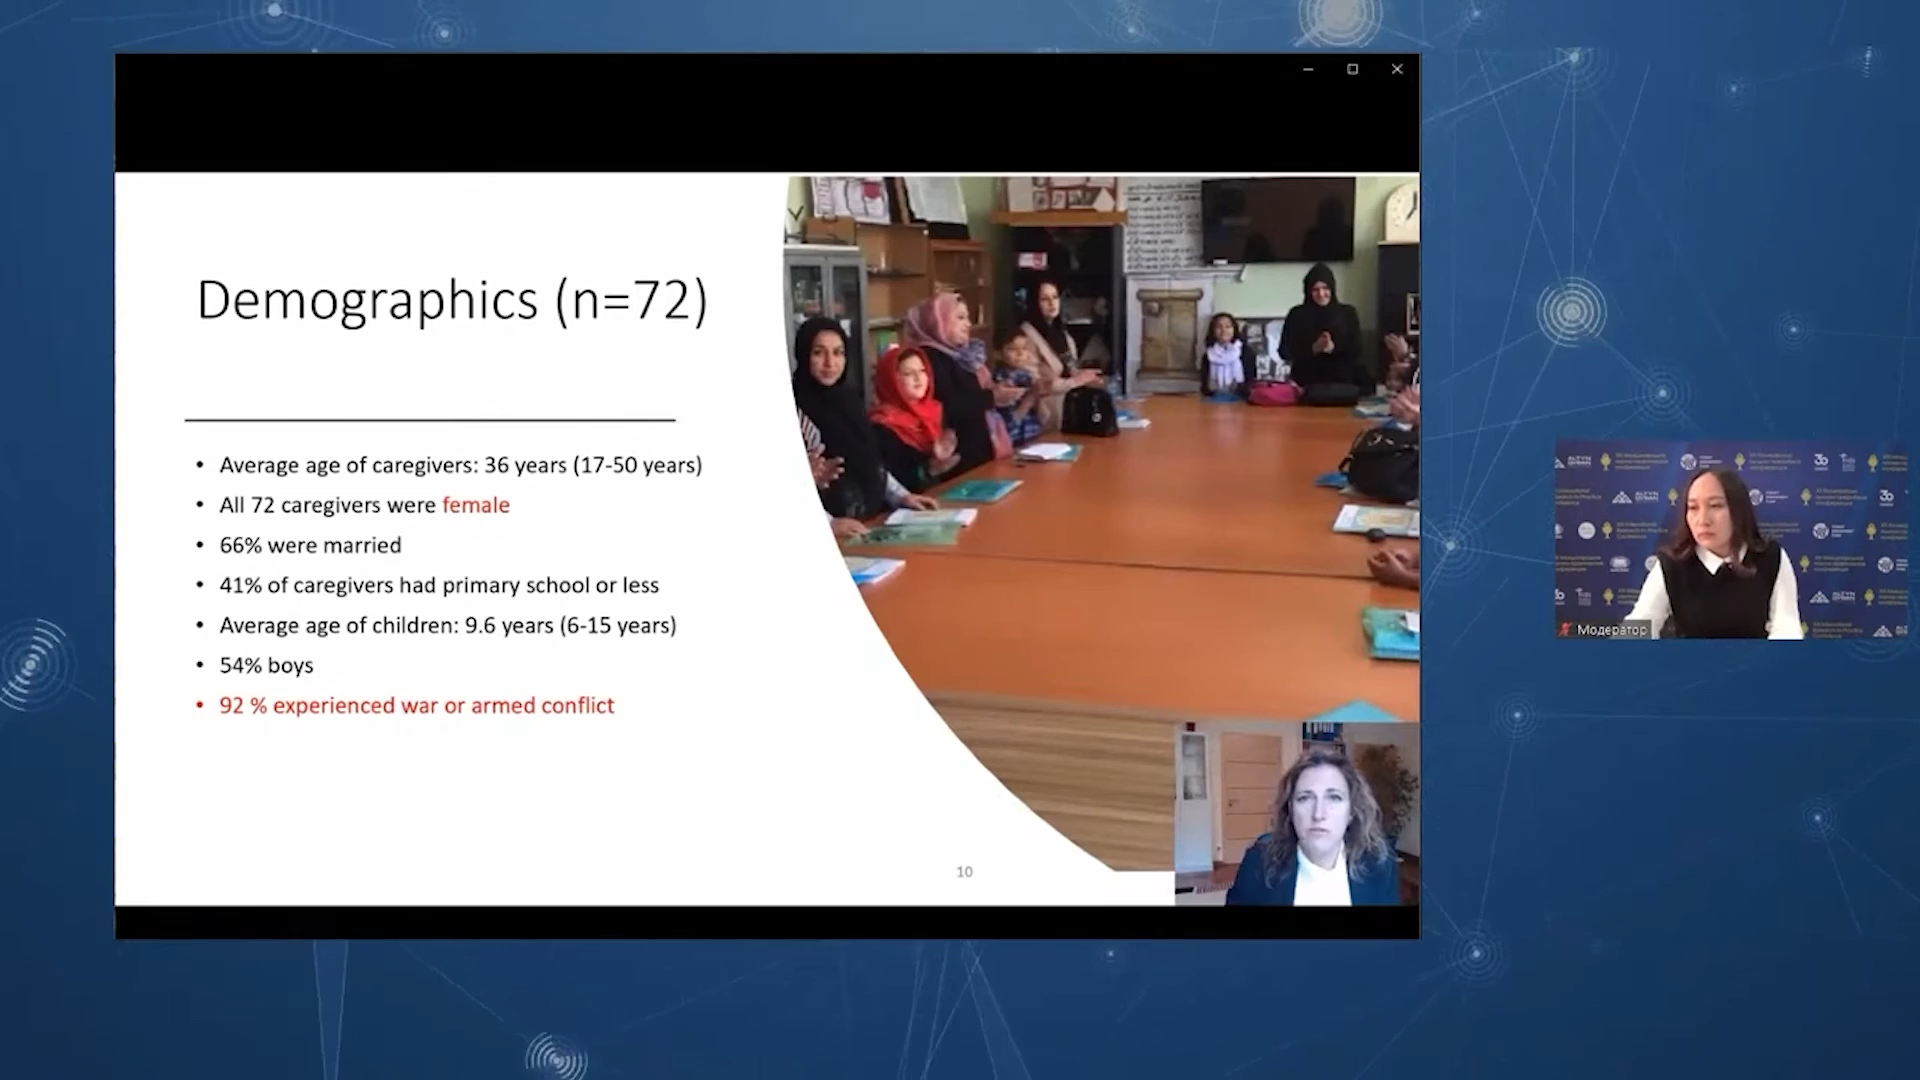 Demographics (n=72)
• Average age of caregivers: 36 years (17-50 years)
• All 72 caregivers were female
• 66% were married
• 41% of caregivers had primary school or less
• Average age of children: 9.6 years (6-15 years)
• 54% boys
• 92 % experienced war or armed conflict
10
Модератор